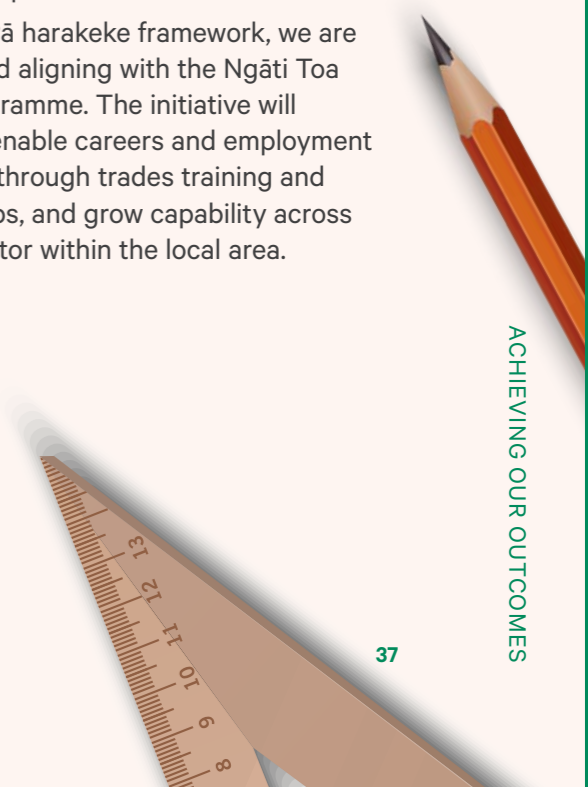 ā harakeke framework, we are
d aligning with the Ngāti Toa
ramme. The initiative will
enable careers and employment
through trades training and
os, and grow capability across
tor within the local area.
ACHIEVING OUR OUTCOMES
13
12
11
10
9
8
37